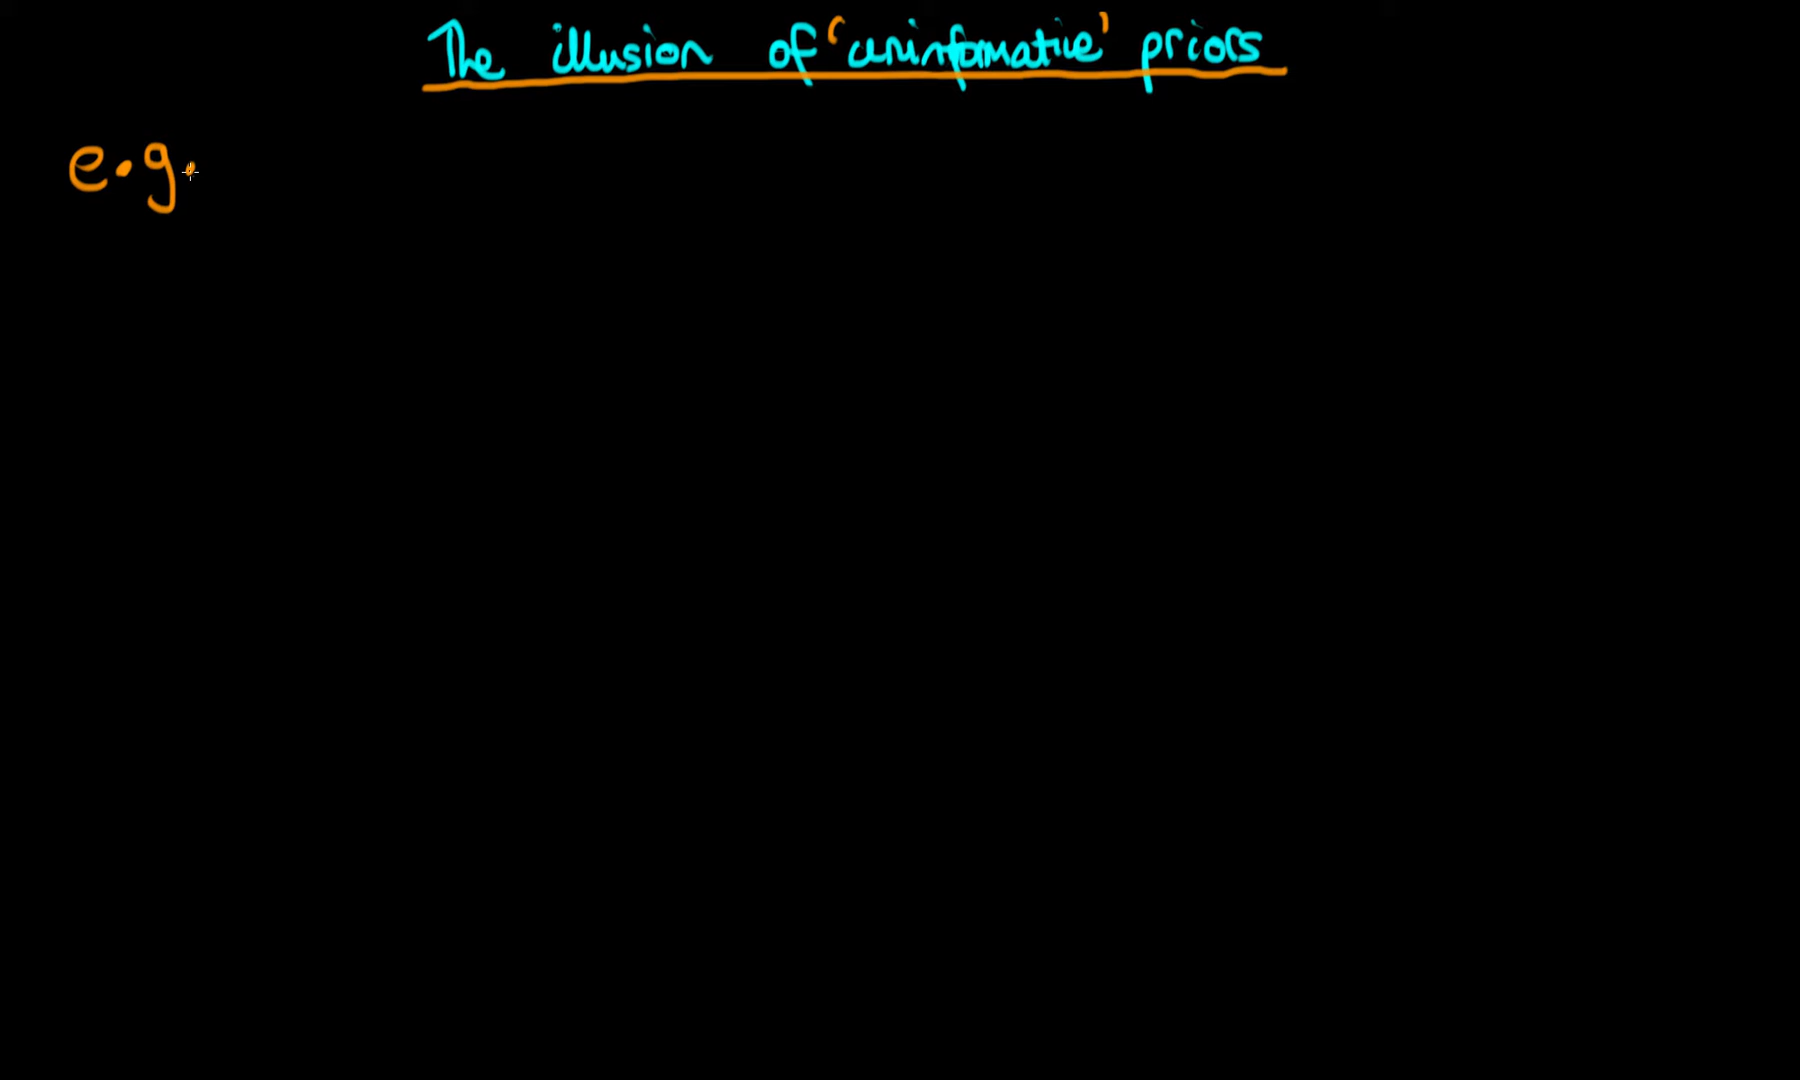 The illusion of 'uninformative' priors
e.g.